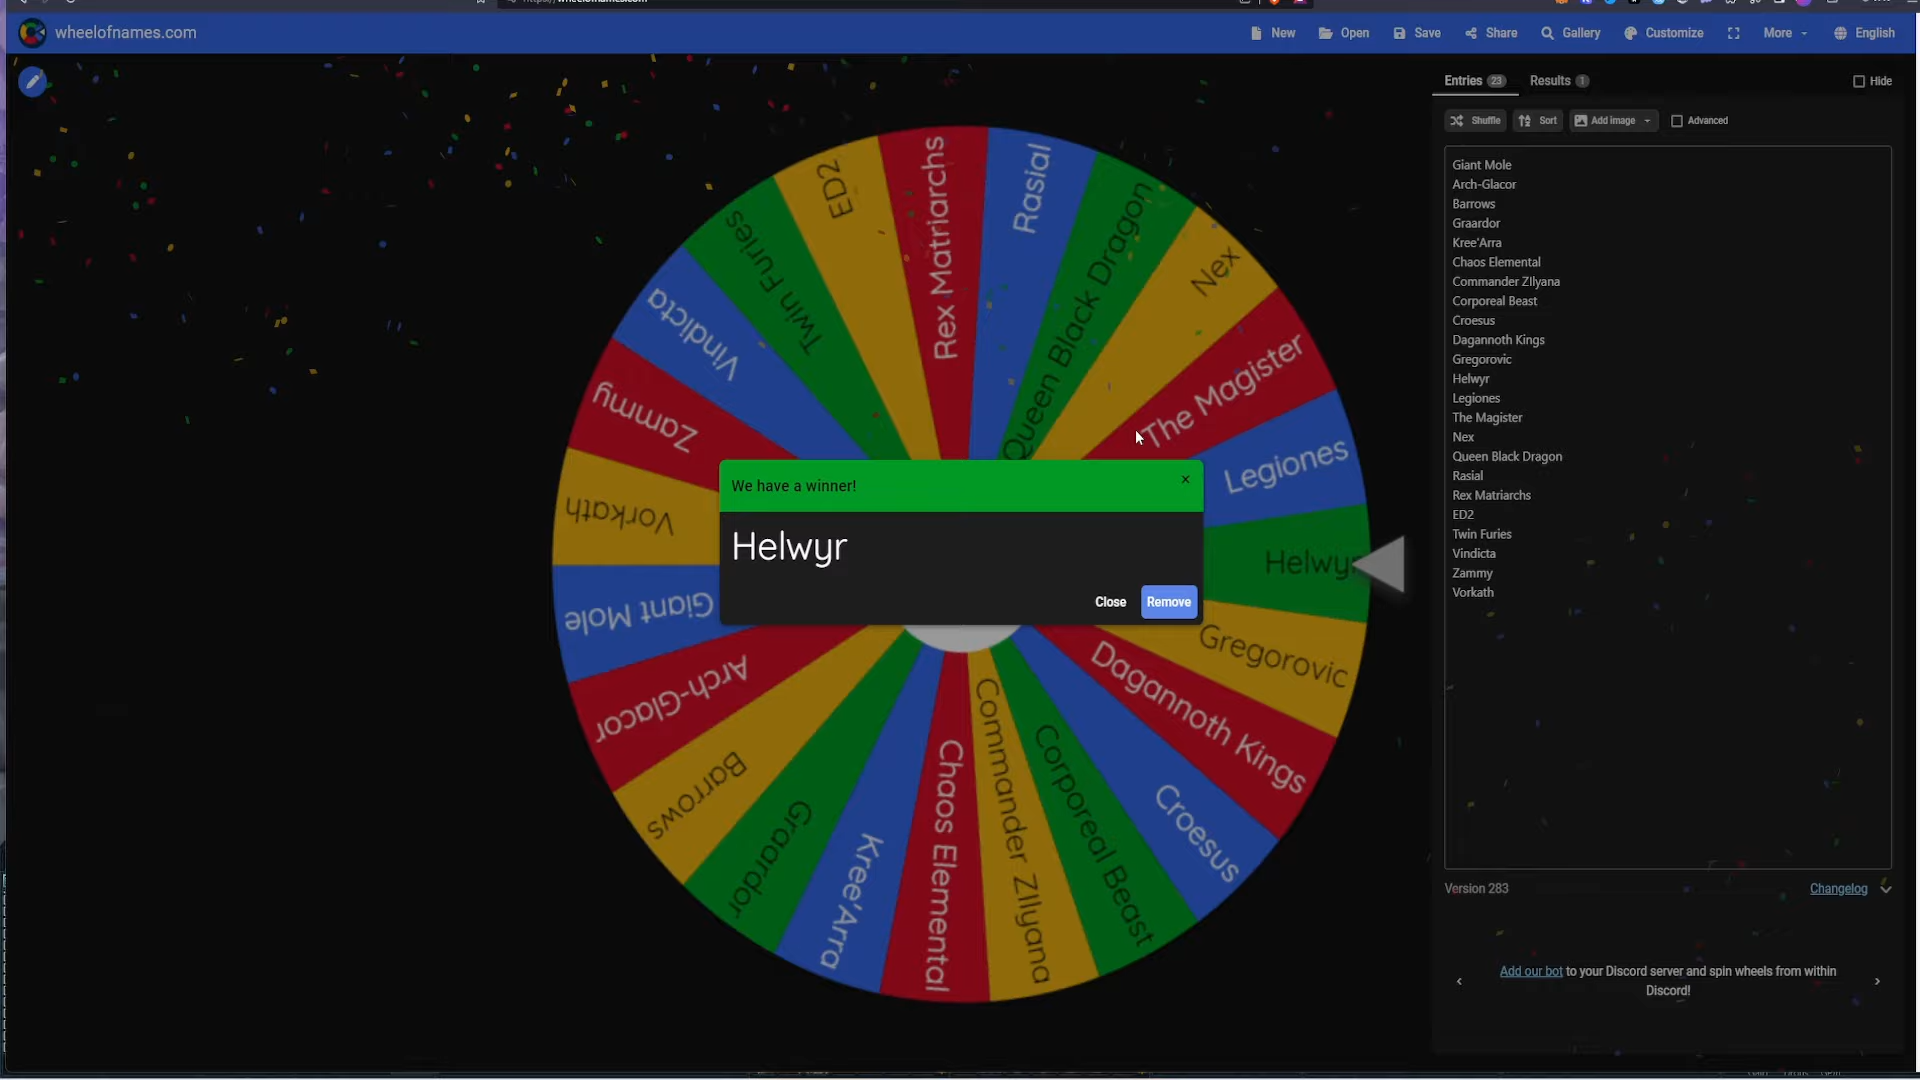 wheelofnames.com
New
Open
Save
Share
Gallery
Customize
More
English
Entries 23
Results 1
Hide
Shuffle
Sort
Add image
Advanced
Giant Mole
Arch-Glacor
Barrows
Graardor
Kree'Arra
Chaos Elemental
Commander ZIlyana
Corporeal Beast
Croesus
Dagannoth Kings
Gregorovic
Helwyr
Legiones
The Magister
Nex
Queen Black Dragon
Rasial
Rex Matriarchs
ED2
Twin Furies
Vindicta
Zammy
Vorkath
ED2
Rex Matriarchs
Rasial
Queen Black Dragon
Nex
The Magister
Legiones
Helwyr
Gregorovic
Dagannoth Kings
Croesus
Corporeal Beast
Commander ZIlyana
Chaos Elemental
Kree'Arra
Graardor
Barrows
Arch-Glacor
Giant Mole
Vorkath
Zammy
Vindicta
Twin Furies
We have a winner!
×
Helwyr
Close
Remove
Version 283
Changelog
Add our bot to your Discord server and spin wheels from within
Discord!